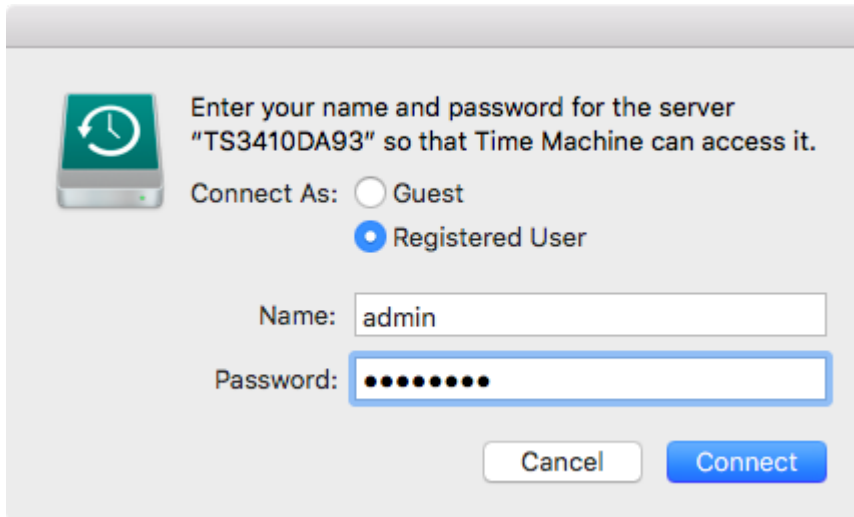 Enter your name and password for the server
“TS3410DA93” so that Time Machine can access it.
Connect As: Guest
Registered User
Name: admin
Password: ••••••••
Cancel Connect